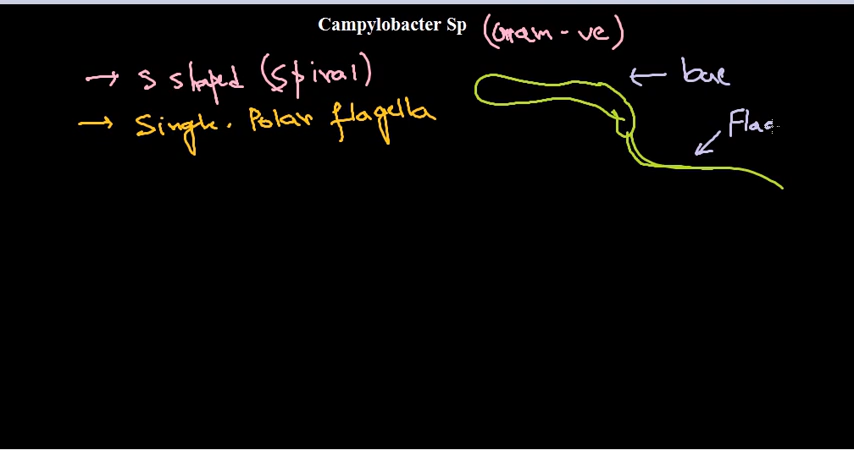 Campylobacter Sp (Gram -ve)
→ S shaped (Spiral)
→ Single. Polar flagella
← base
Flag